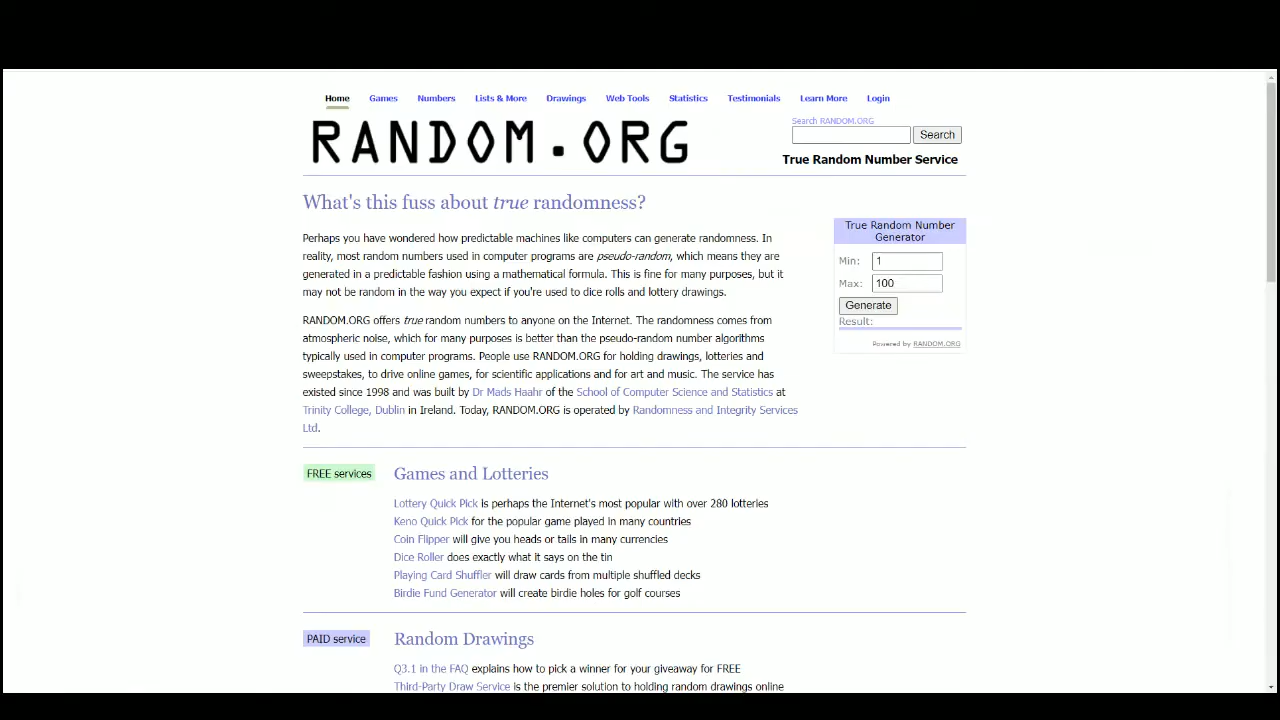 Home Games Numbers Lists & More Drawings Web Tools Statistics Testimonials Learn More Login
RANDOM.ORG
Search RANDOM.ORG
Search
True Random Number Service
What's this fuss about true randomness?
Perhaps you have wondered how predictable machines like computers can generate randomness. In
reality, most random numbers used in computer programs are pseudo-random, which means they are
generated in a predictable fashion using a mathematical formula. This is fine for many purposes, but it
may not be random in the way you expect if you're used to dice rolls and lottery drawings.
RANDOM.ORG offers true random numbers to anyone on the Internet. The randomness comes from
atmospheric noise, which for many purposes is better than the pseudo-random number algorithms
typically used in computer programs. People use RANDOM.ORG for holding drawings, lotteries and
sweepstakes, to drive online games, for scientific applications and for art and music. The service has
existed since 1998 and was built by Dr Mads Haahr of the School of Computer Science and Statistics at
Trinity College, Dublin in Ireland. Today, RANDOM.ORG is operated by Randomness and Integrity Services
Ltd.
True Random Number
Generator
Min: 1
Max: 100
Generate
Result:
Powered by RANDOM.ORG
FREE services
Games and Lotteries
Lottery Quick Pick is perhaps the Internet's most popular with over 280 lotteries
Keno Quick Pick for the popular game played in many countries
Coin Flipper will give you heads or tails in many currencies
Dice Roller does exactly what it says on the tin
Playing Card Shuffler will draw cards from multiple shuffled decks
Birdie Fund Generator will create birdie holes for golf courses
PAID service
Random Drawings
Q3.1 in the FAQ explains how to pick a winner for your giveaway for FREE
Third-Party Draw Service is the premier solution to holding random drawings online